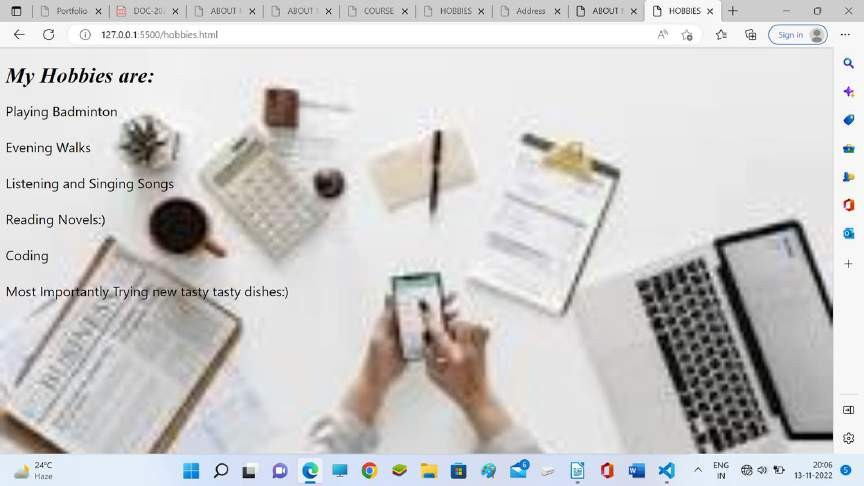 Portfolio
DOC-20
ABOUT
ABOUT
COURSE
HOBBIES
Address
ABOUT
HOBBIES
127.0.0.1:5500/hobbies.html
Sign in
My Hobbies are:
Playing Badminton
Evening Walks
Listening and Singing Songs
Reading Novels:)
Coding
Most Importantly Trying new tasty tasty dishes:)
BUSINESS
24°C
Haze
6
ENG
IN
20:06
13-11-2022
5